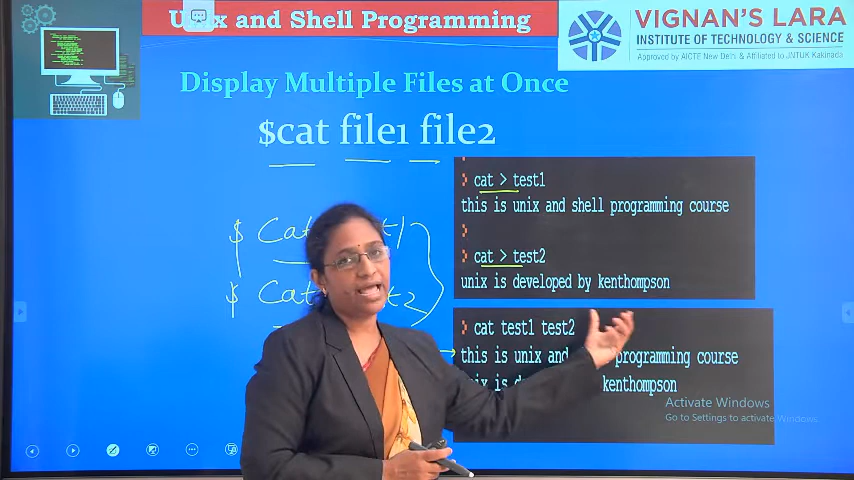 Unix and Shell Programming
VIGNAN'S LARA
INSTITUTE OF TECHNOLOGY & SCIENCE
Approved by AICTE New Delhi & Affiliated to JNTUK Kakinada
Display Multiple Files at Once
$cat file1 file2
cat > test1
this is unix and shell programming course
cat > test2
unix is developed by kenthompson
$ Cat
$ Cat
cat test1 test2
this is unix and programming course
is kenthompson
Activate Windows
Go to Settings to activate Windows.